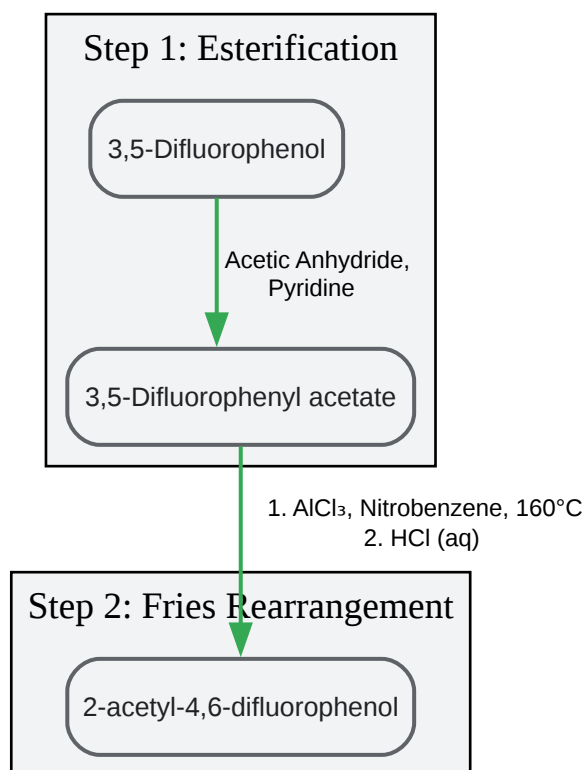 Step 1: Esterification
3,5-Difluorophenol
Acetic Anhydride,
Pyridine
3,5-Difluorophenyl acetate
1. AlCl₃, Nitrobenzene, 160°C
2. HCl (aq)
Step 2: Fries Rearrangement
2-acetyl-4,6-difluorophenol